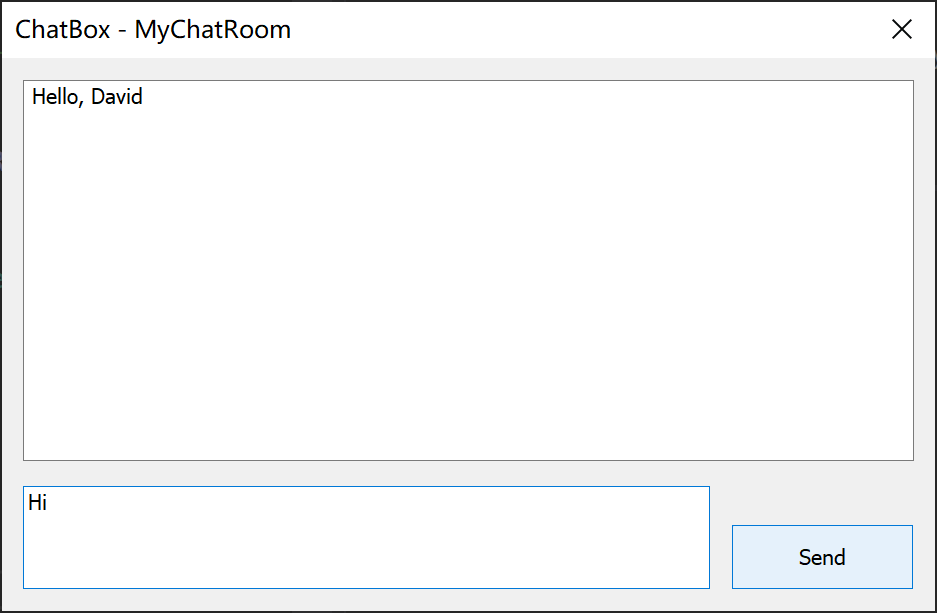 ChatBox - MyChatRoom
Hello, David
Hi
Send